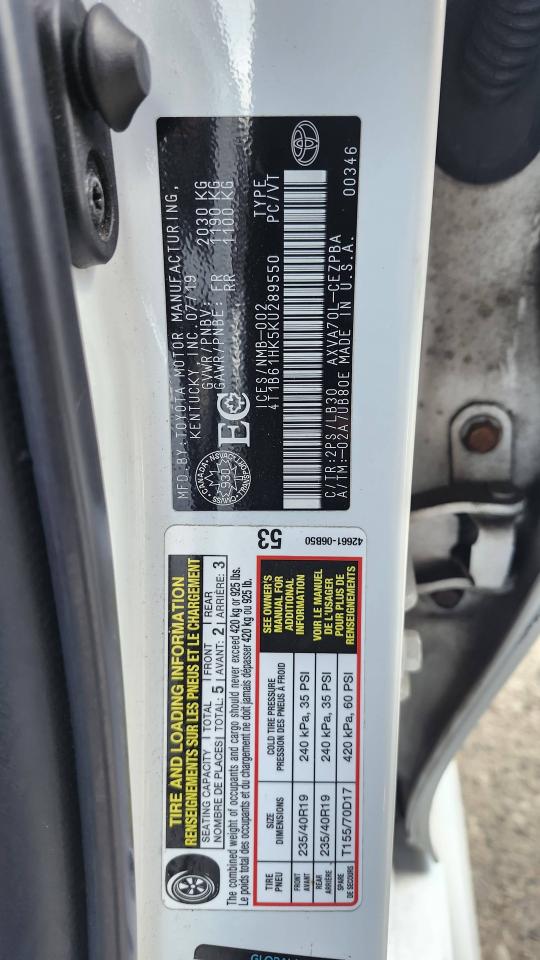 MFD.BY:TOYOTA MOTOR MANUFACTURING,
KENTUCKY, INC. 07/19
GVWR/PNBV: 2030 KG
GAWR/PNBE: FR 1190 KG
RR 1100 KG
CANADA
930
EC
ICES/NMB-002 TYPE
4T1B61HK5KU289550 PC/VT
C/TR:2PS/LB30 AXVA70L-CEZPBA
A/TM:-02A/UB80E MADE IN U.S.A. 00346
TIRE AND LOADING INFORMATION
RENSEIGNEMENTS SUR LES PNEUS ET LE CHARGEMENT
SEATING CAPACITY TOTAL FRONT REAR
NOMBRE DE PLACES TOTAL: 5 AVANT: 2 ARRIÈRE: 3
The combined weight of occupants and cargo should never exceed 420 kg or 925 lbs.
Le poids total des occupants et du chargement ne doit jamais dépasser 420 kg ou 925 lb.
53
42661-06B50
TIRE SIZE COLD TIRE PRESSURE
PNEU DIMENSIONS PRESSION DES PNEUS À FROID
FRONT
AVANT 235/40R19 240 kPa, 35 PSI
REAR
ARRIÈRE 235/40R19 240 kPa, 35 PSI
SPARE
DE SECOURS T155/70D17 420 kPa, 60 PSI
SEE OWNER'S
MANUAL FOR
ADDITIONAL
INFORMATION
VOIR LE MANUEL
DE L'USAGER
POUR PLUS DE
RENSEIGNEMENTS